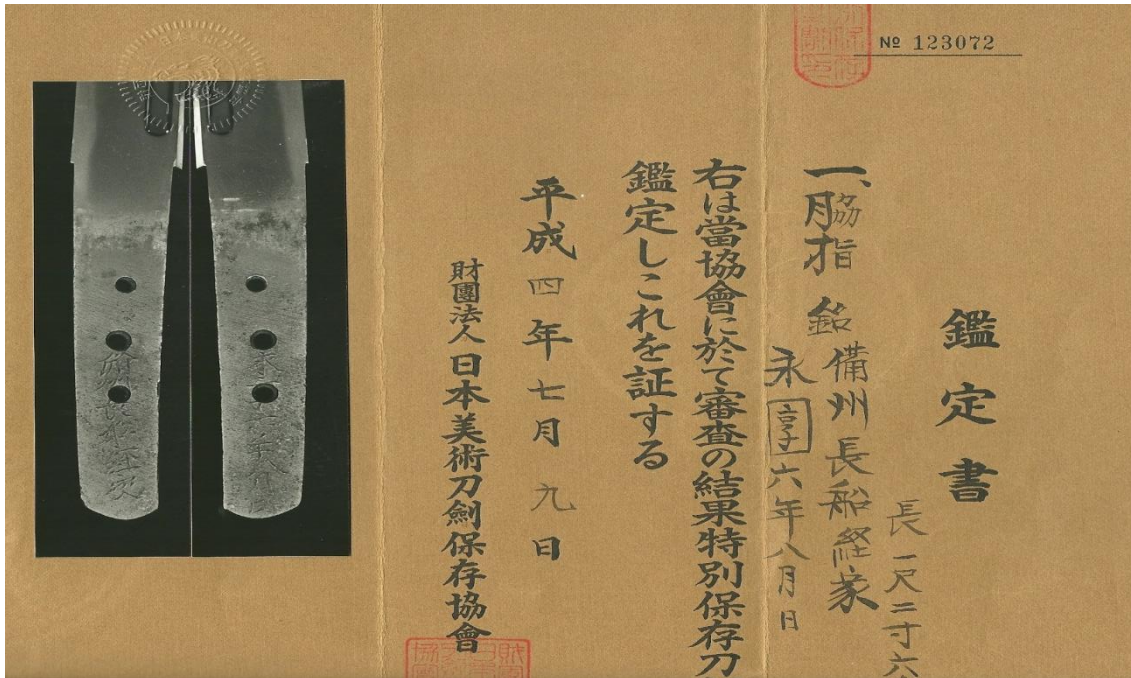 № 123072
鑑定書
長一尺二寸六
一、脇指 銘 備州長船経家
永享六年八月日
右は當協會に於て審査の結果特別保存刀
鑑定しこれを証する
平成四年七月九日
財團法人日本美術刀劍保存協會